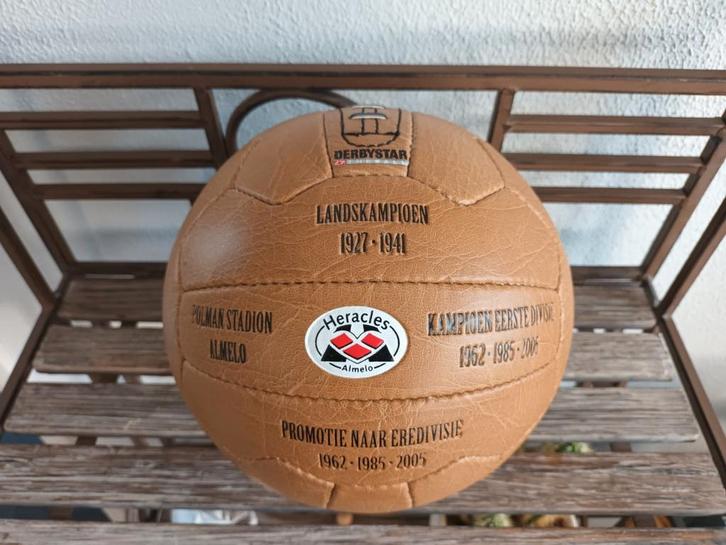 DERBYSTAR
LANDSKAMPIOEN
1927 · 1941
POLMAN STADION
ALMELO
Heracles
Almelo
KAMPIOEN EERSTE DIVISIE
1962 · 1985 · 2005
PROMOTIE NAAR EREDIVISIE
1962 · 1985 · 2005